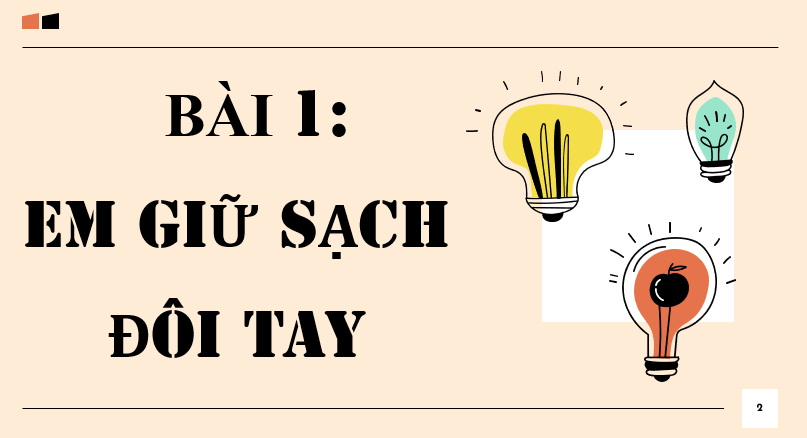 BÀI 1:
EM GIỮ SẠCH
ĐÔI TAY
2